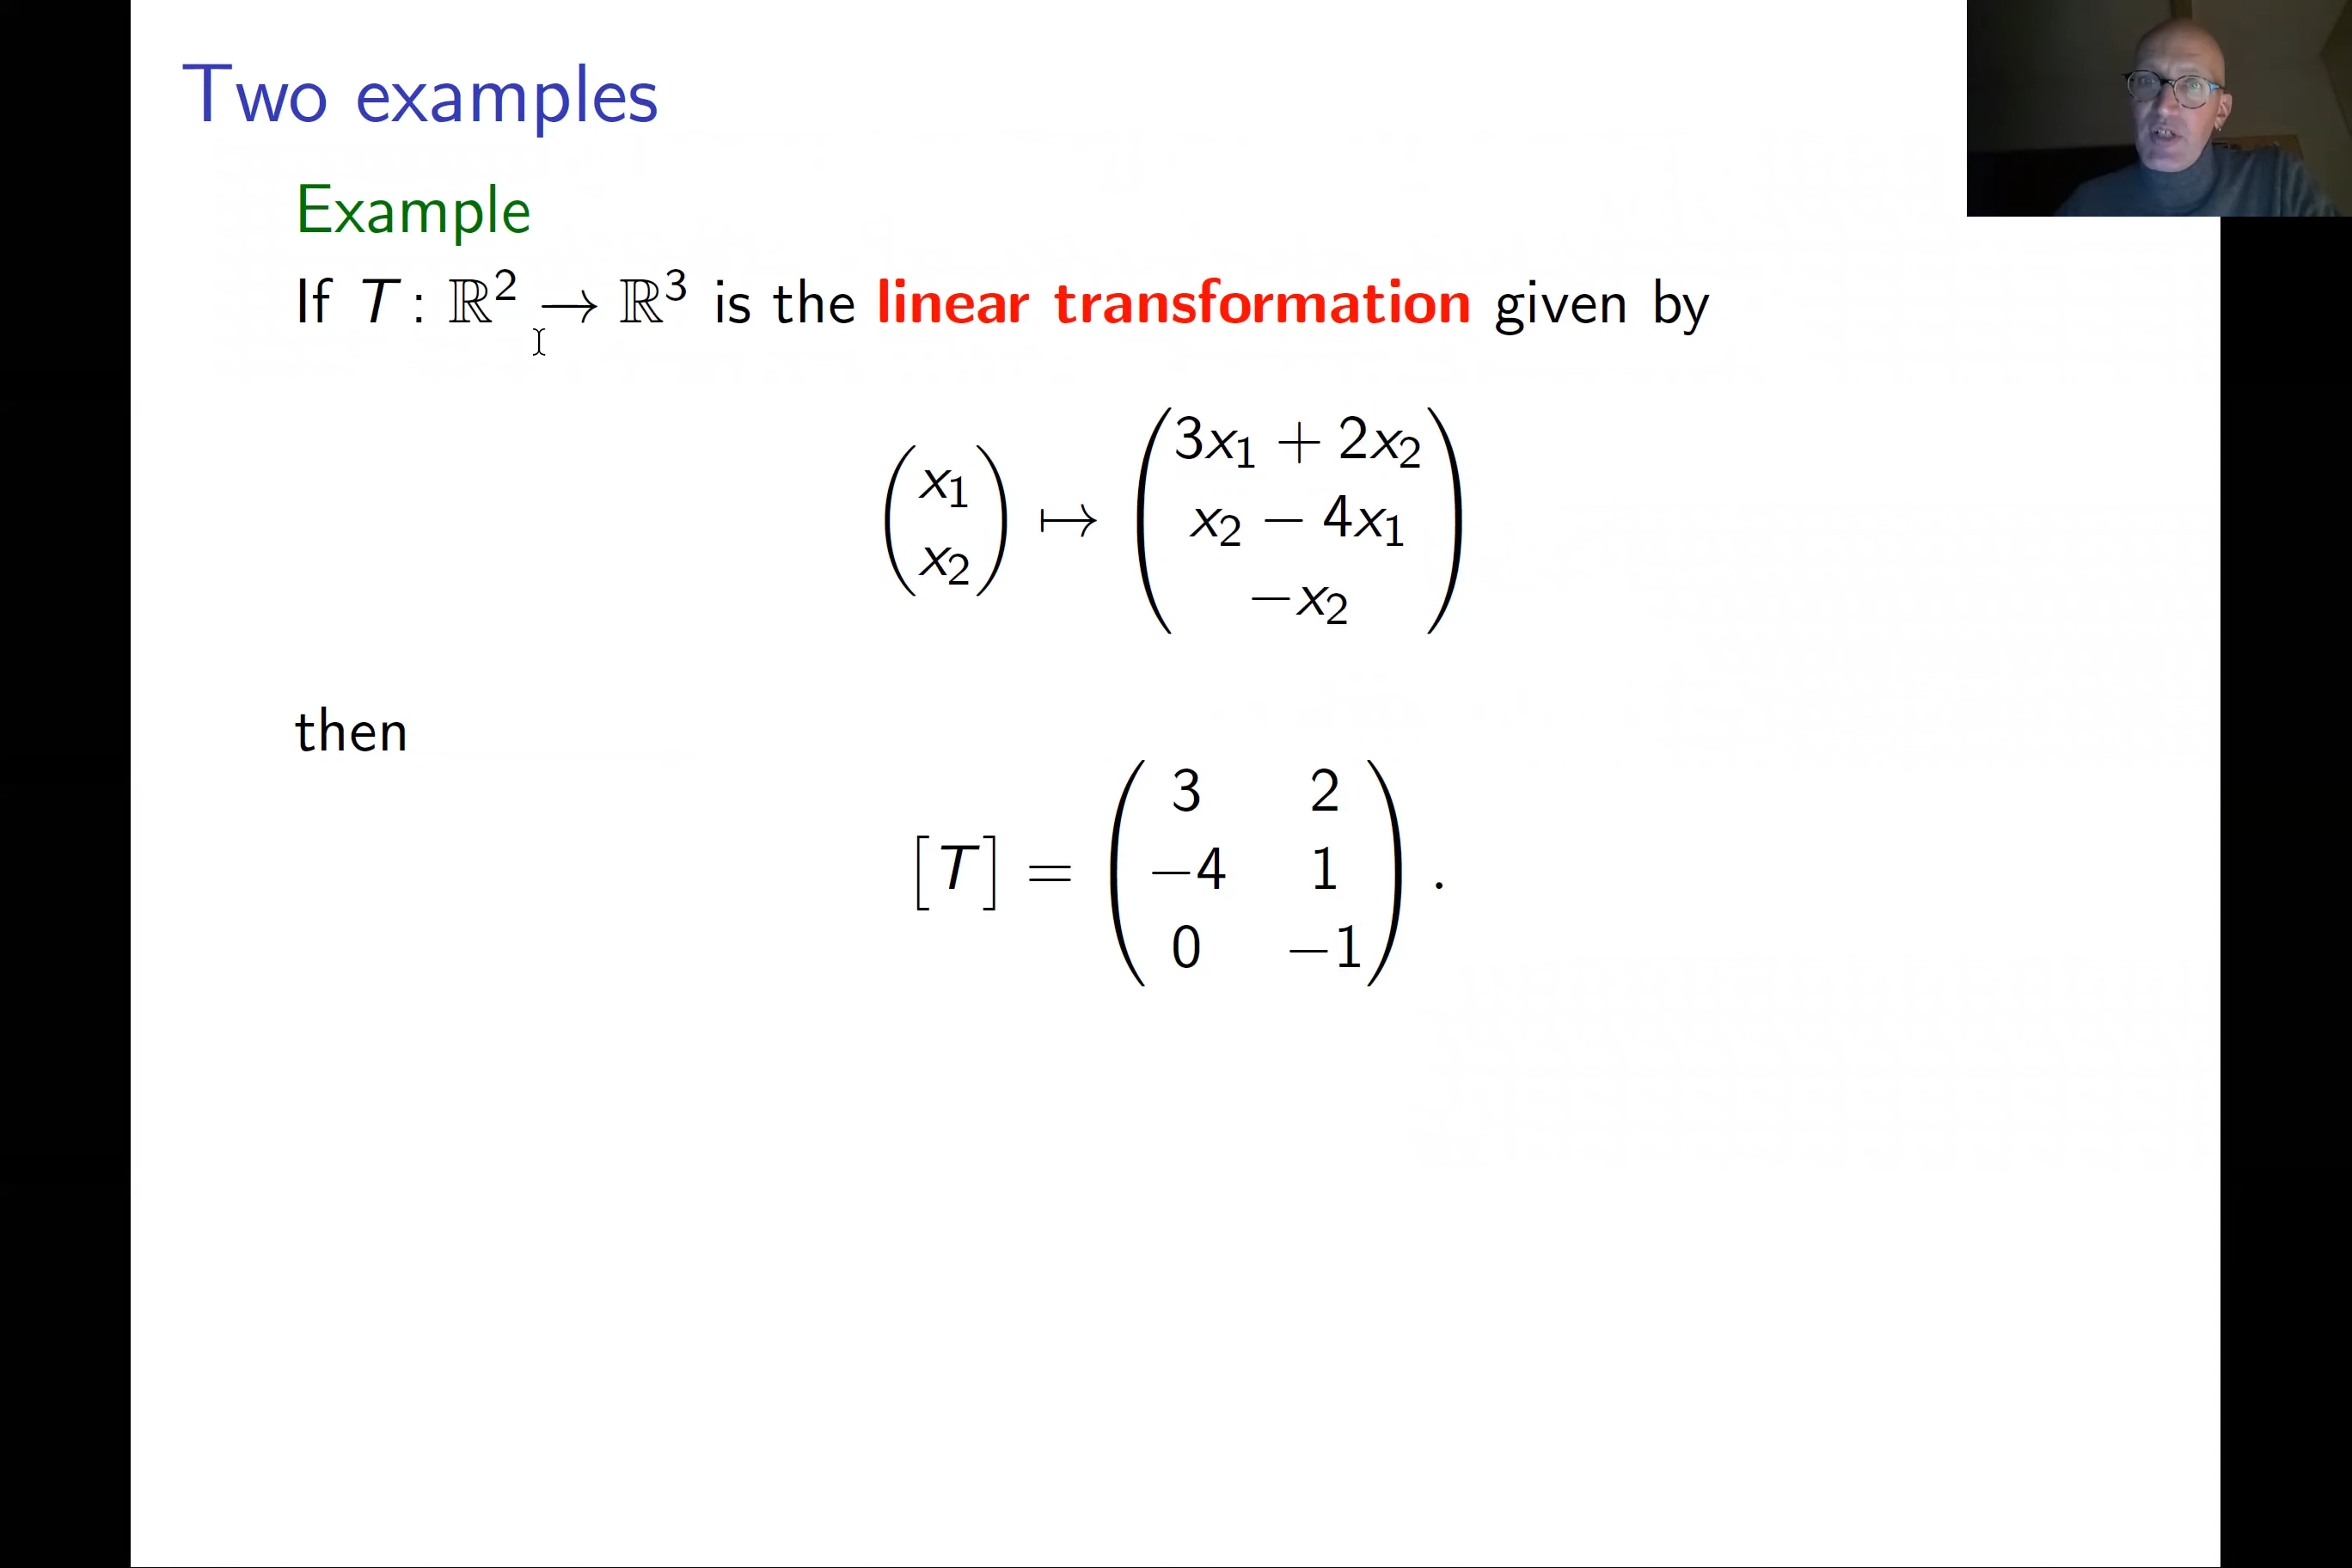 Two examples
Example
If T : ℝ² → ℝ³ is the linear transformation given by
(x₁ x₂) ↦ (3x₁ + 2x₂
x₂ − 4x₁
−x₂)
then
[T] = (3 2
−4 1
0 −1).